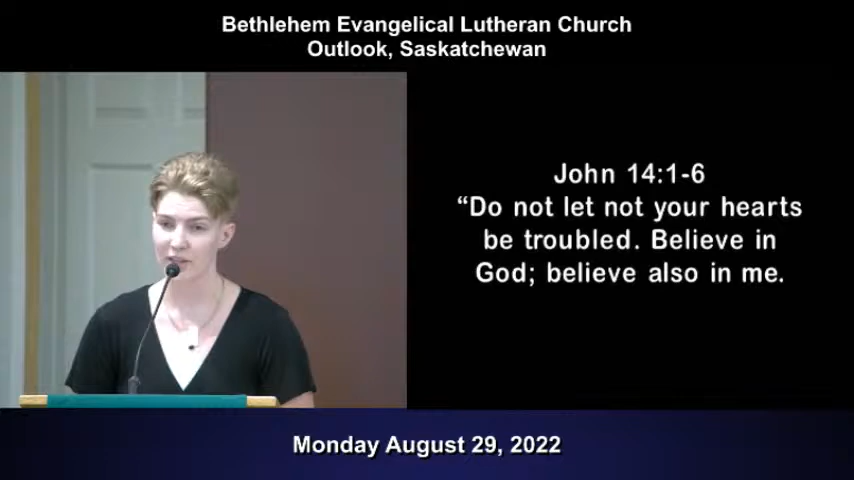 Bethlehem Evangelical Lutheran Church
Outlook, Saskatchewan
John 14:1-6
“Do not let not your hearts
be troubled. Believe in
God; believe also in me.
Monday August 29, 2022